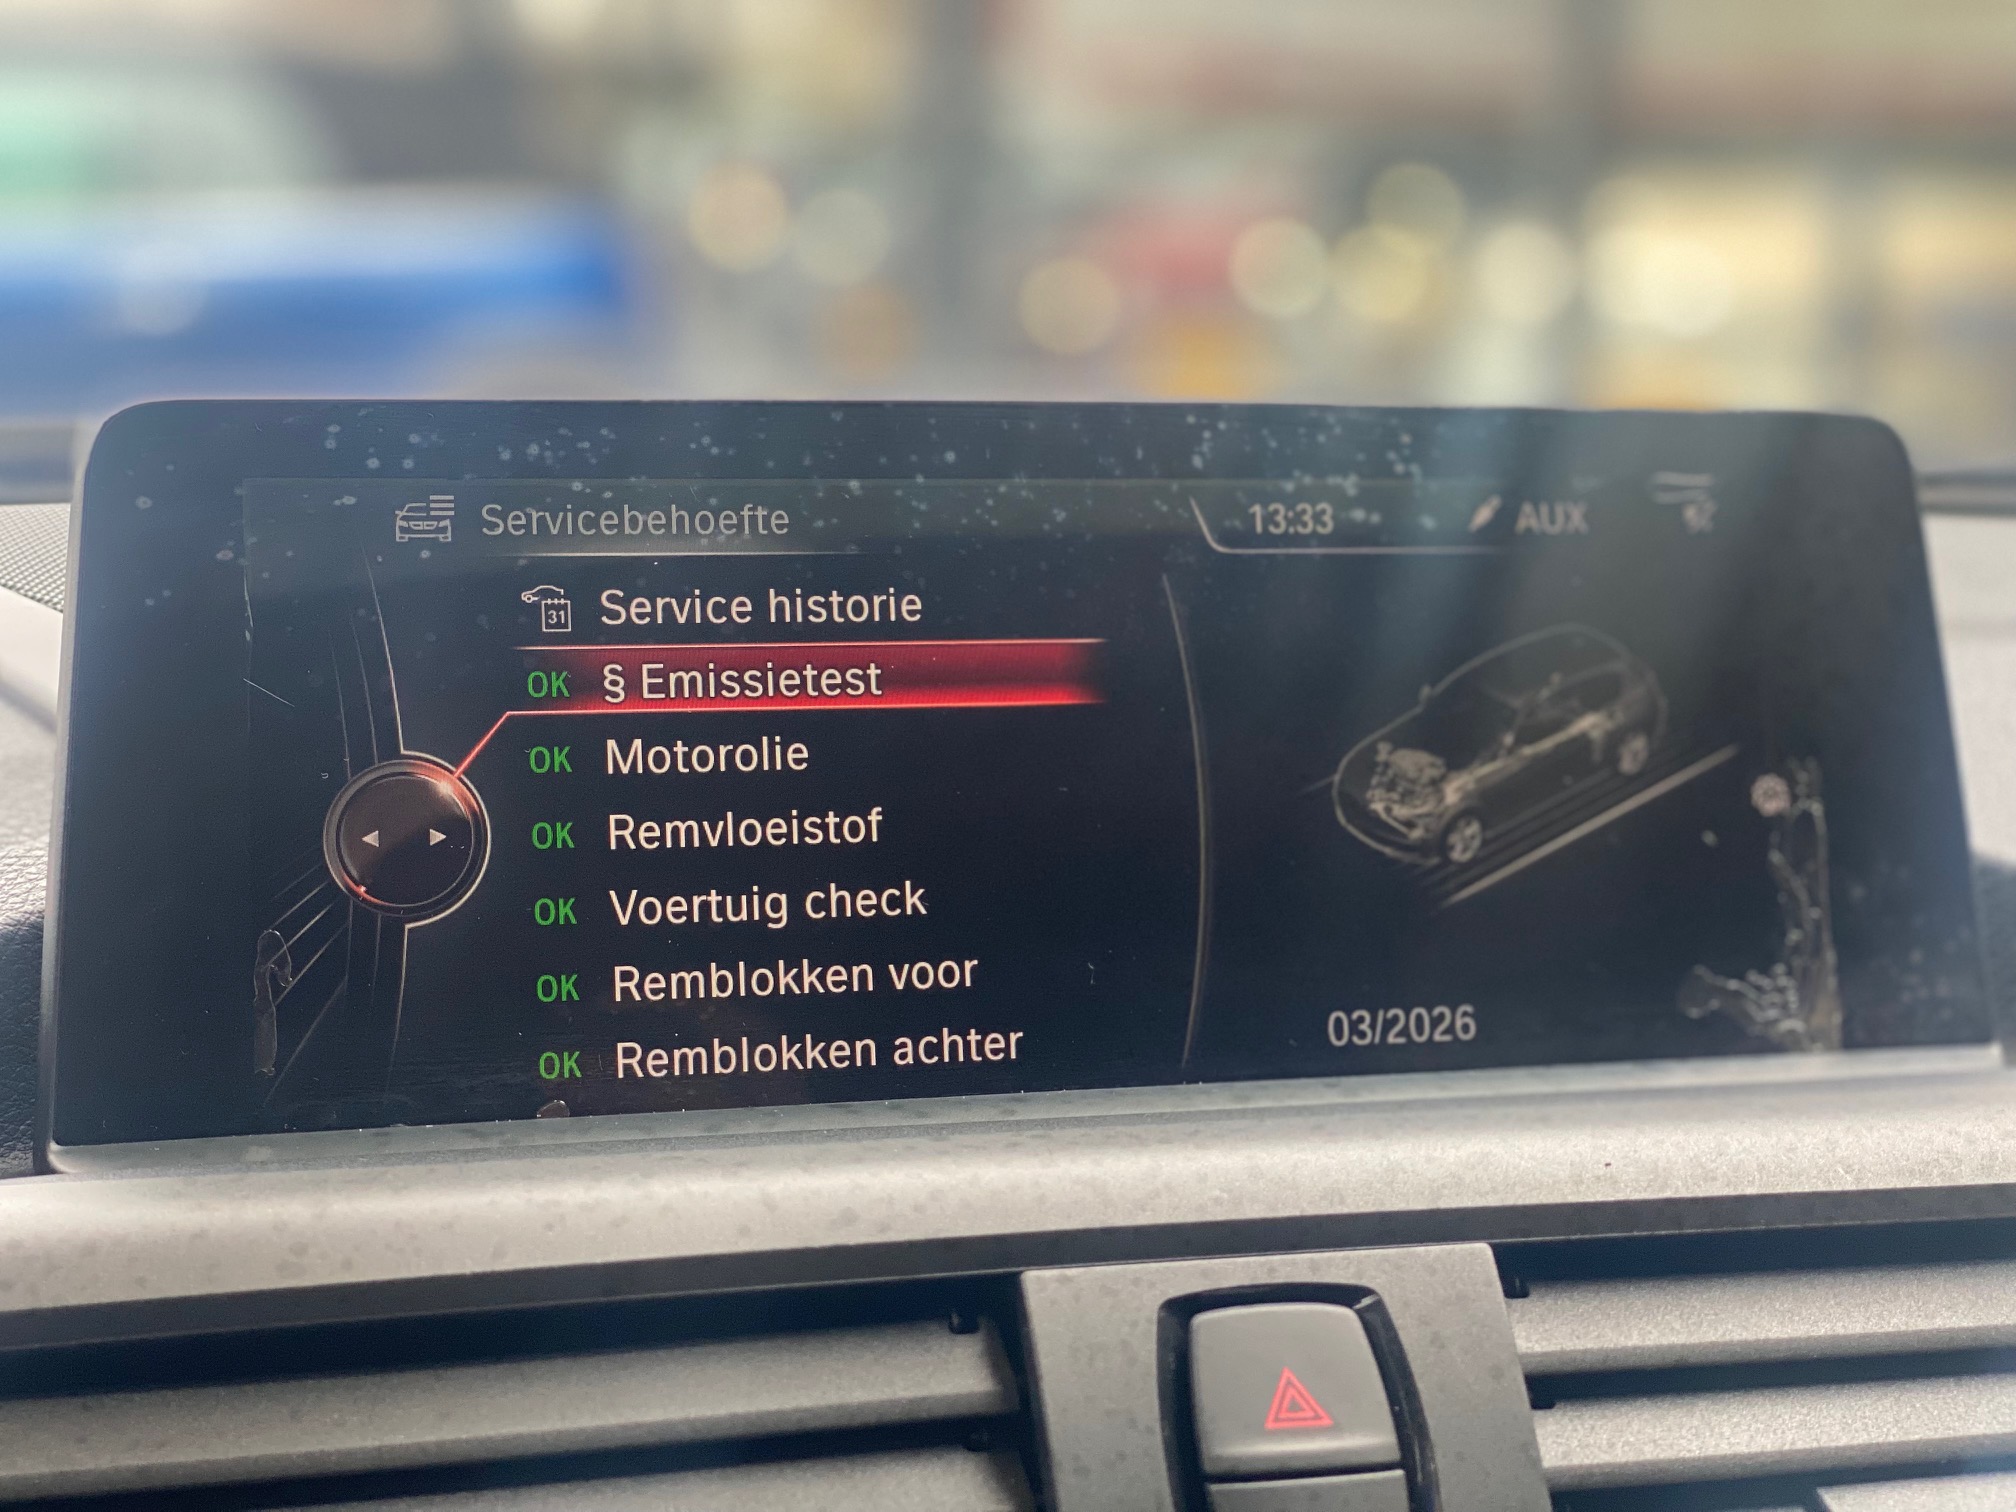 Servicebehoefte
13:33
AUX
31
Service historie
OK § Emissietest
OK Motorolie
OK Remvloeistof
OK Voertuig check
OK Remblokken voor
OK Remblokken achter
03/2026